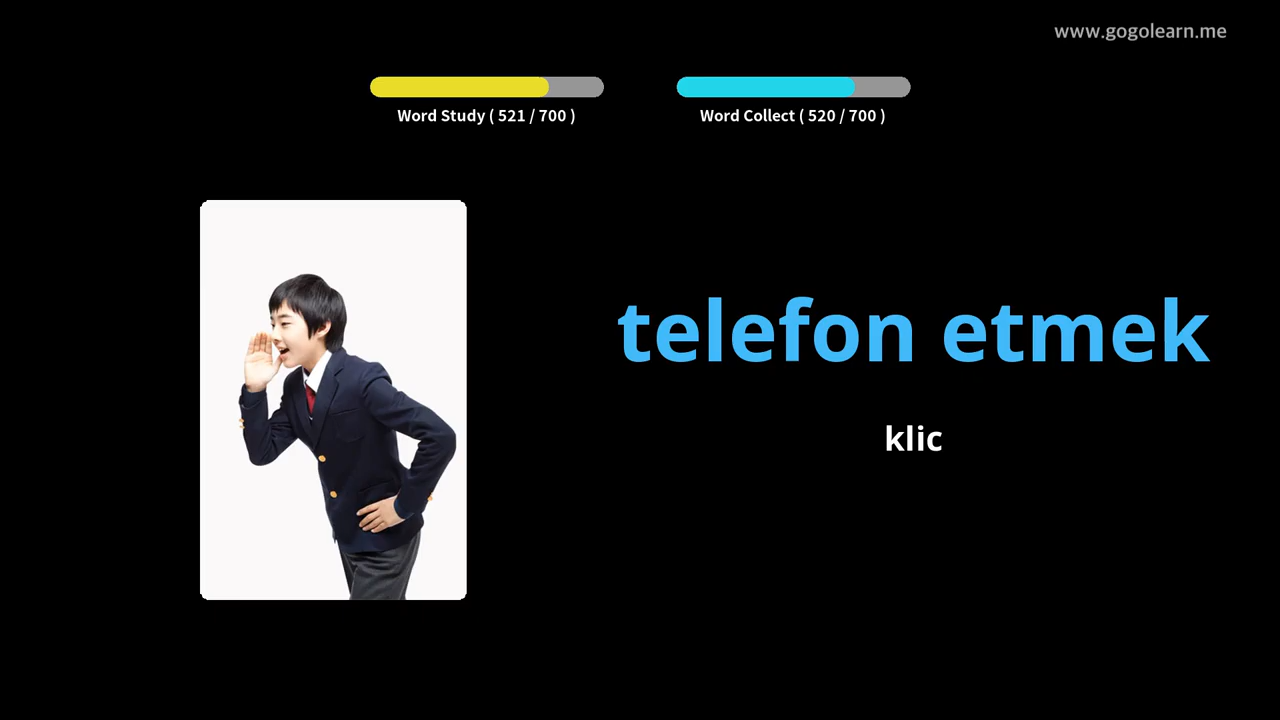 www.gogolearn.me
Word Study ( 521 / 700 )
Word Collect ( 520 / 700 )
telefon etmek
klic